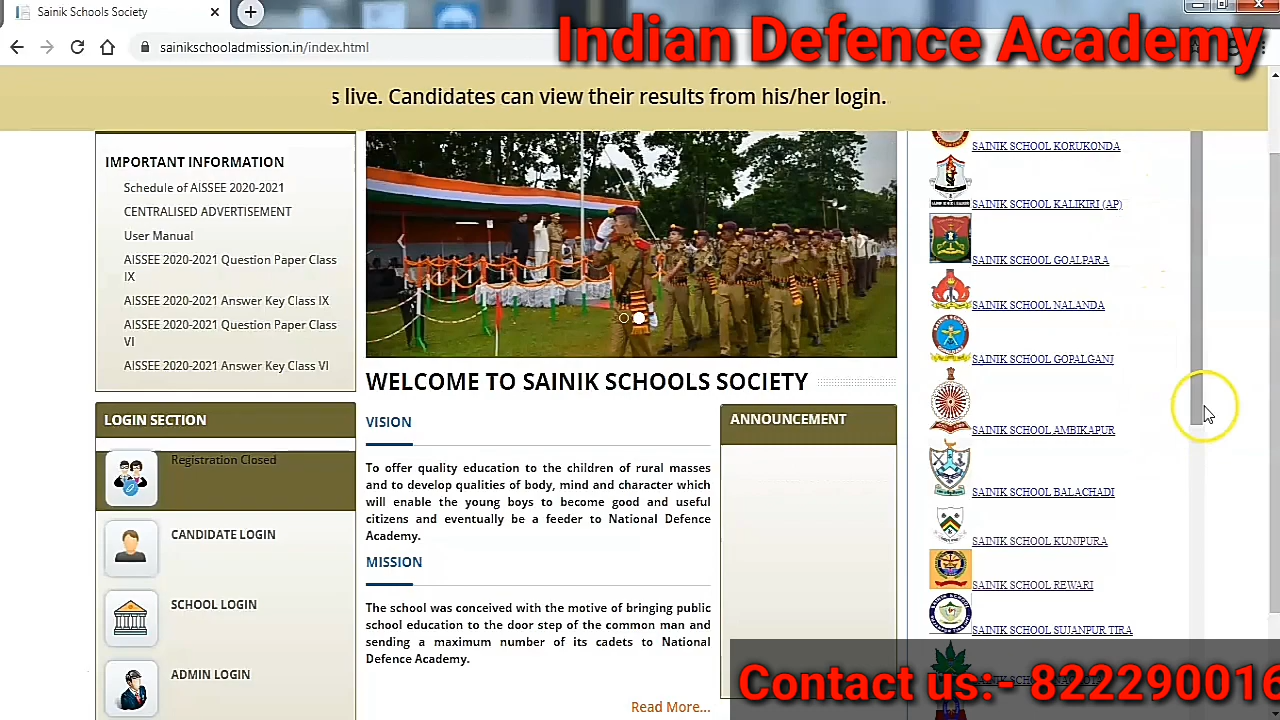 Sainik Schools Society
Indian Defence Academy
sainikschooladmission.in/index.html
s live. Candidates can view their results from his/her login.
IMPORTANT INFORMATION
Schedule of AISSEE 2020-2021
CENTRALISED ADVERTISEMENT
User Manual
AISSEE 2020-2021 Question Paper Class
IX
AISSEE 2020-2021 Answer Key Class IX
AISSEE 2020-2021 Question Paper Class
VI
AISSEE 2020-2021 Answer Key Class VI
LOGIN SECTION
Registration Closed
CANDIDATE LOGIN
SCHOOL LOGIN
ADMIN LOGIN
WELCOME TO SAINIK SCHOOLS SOCIETY
VISION
To offer quality education to the children of rural masses
and to develop qualities of body, mind and character which
will enable the young boys to become good and useful
citizens and eventually be a feeder to National Defence
Academy.
MISSION
The school was conceived with the motive of bringing public
school education to the door step of the common man and
sending a maximum number of its cadets to National
Defence Academy.
Read More...
ANNOUNCEMENT
SAINIK SCHOOL KORUKONDA
SAINIK SCHOOL KALIKIRI (AP)
SAINIK SCHOOL GOALPARA
SAINIK SCHOOL NALANDA
SAINIK SCHOOL GOPALGANJ
SAINIK SCHOOL AMBIKAPUR
SAINIK SCHOOL BALACHADI
SAINIK SCHOOL KUNJPURA
SAINIK SCHOOL REWARI
SAINIK SCHOOL SUJANPUR TIRA
Contact us:- 822290016